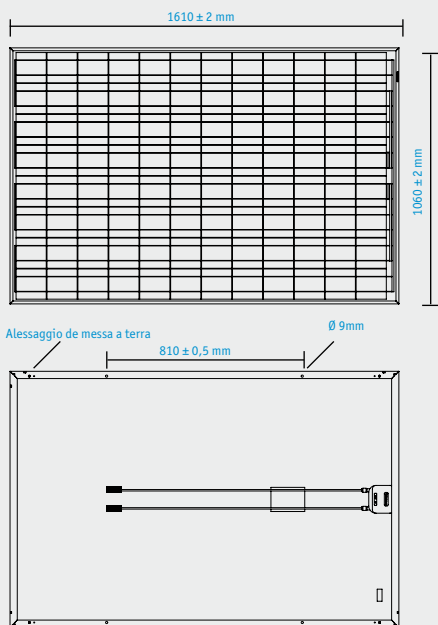 1610 ± 2 mm
1060 ± 2 mm
Alessaggio de messa a terra
Ø 9mm
810 ± 0,5 mm